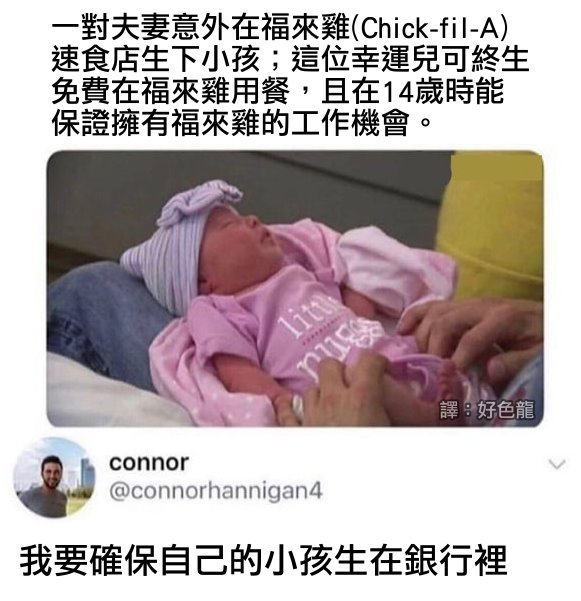 一對夫妻意外在福來雞(Chick-fil-A)
速食店生下小孩；這位幸運兒可終生
免費在福來雞用餐，且在14歲時能
保證擁有福來雞的工作機會。
little
nugget
譯：好色龍
connor
@connorhannigan4
我要確保自己的小孩生在銀行裡